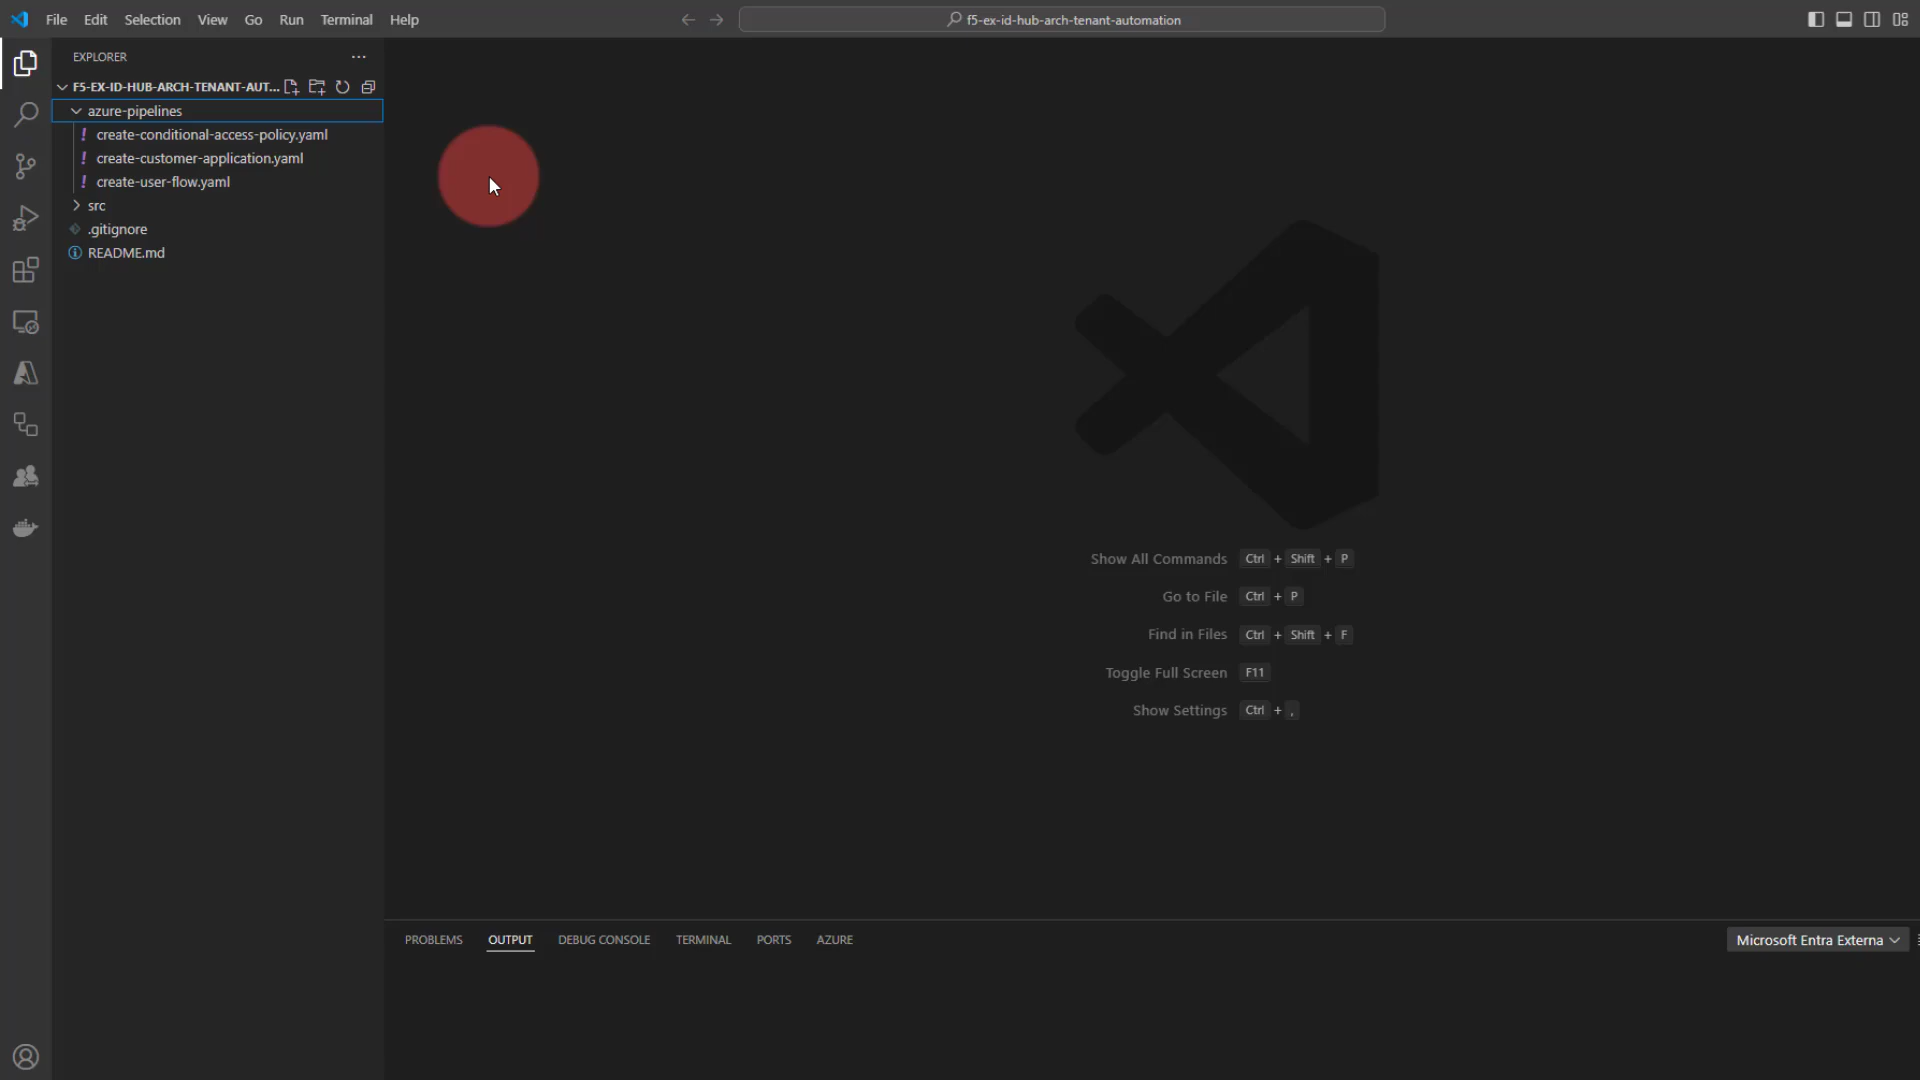 File Edit Selection View Go Run Terminal Help
f5-ex-id-hub-arch-tenant-automation
EXPLORER
F5-EX-ID-HUB-ARCH-TENANT-AUT...
azure-pipelines
! create-conditional-access-policy.yaml
! create-customer-application.yaml
! create-user-flow.yaml
src
.gitignore
README.md
Show All Commands Ctrl + Shift + P
Go to File Ctrl + P
Find in Files Ctrl + Shift + F
Toggle Full Screen F11
Show Settings Ctrl + ,
PROBLEMS OUTPUT DEBUG CONSOLE TERMINAL PORTS AZURE
Microsoft Entra Externa